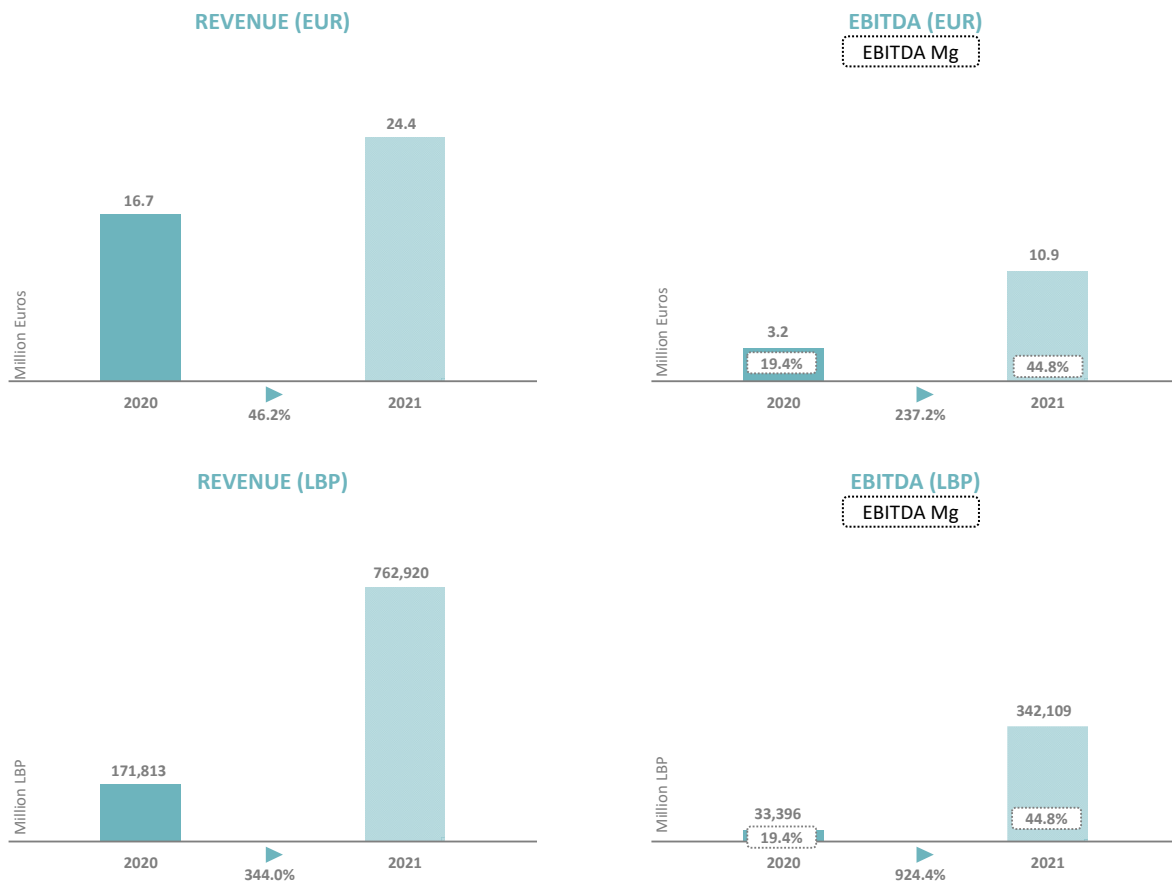 REVENUE (EUR)
24.4
16.7
Million Euros
2020
2021
46.2%
EBITDA (EUR)
EBITDA Mg
10.9
3.2
19.4%
44.8%
Million Euros
2020
2021
237.2%
REVENUE (LBP)
762,920
171,813
Million LBP
2020
2021
344.0%
EBITDA (LBP)
EBITDA Mg
342,109
33,396
44.8%
19.4%
Million LBP
2020
2021
924.4%